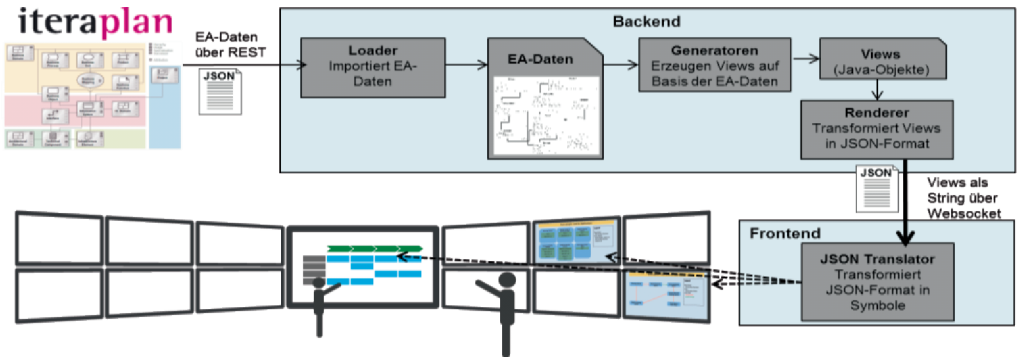 iteraplan
EA-Daten
über REST
JSON
Backend
Loader
Importiert EA-
Daten
EA-Daten
Generatoren
Erzeugen Views auf
Basis der EA-Daten
Views
(Java-Objekte)
Renderer
Transformiert Views
in JSON-Format
JSON
Views als
String über
Websocket
Frontend
JSON Translator
Transformiert
JSON-Format in
Symbole